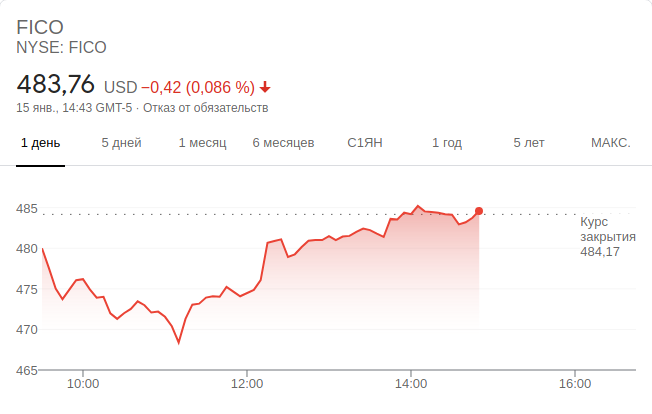 FICO
NYSE: FICO
483,76 USD −0,42 (0,086 %)
15 янв., 14:43 GMT-5 · Отказ от обязательств
1 день 5 дней 1 месяц 6 месяцев С1ЯН 1 год 5 лет МАКС.
485
480
475
470
465
Курс
закрытия
484,17
10:00 12:00 14:00 16:00